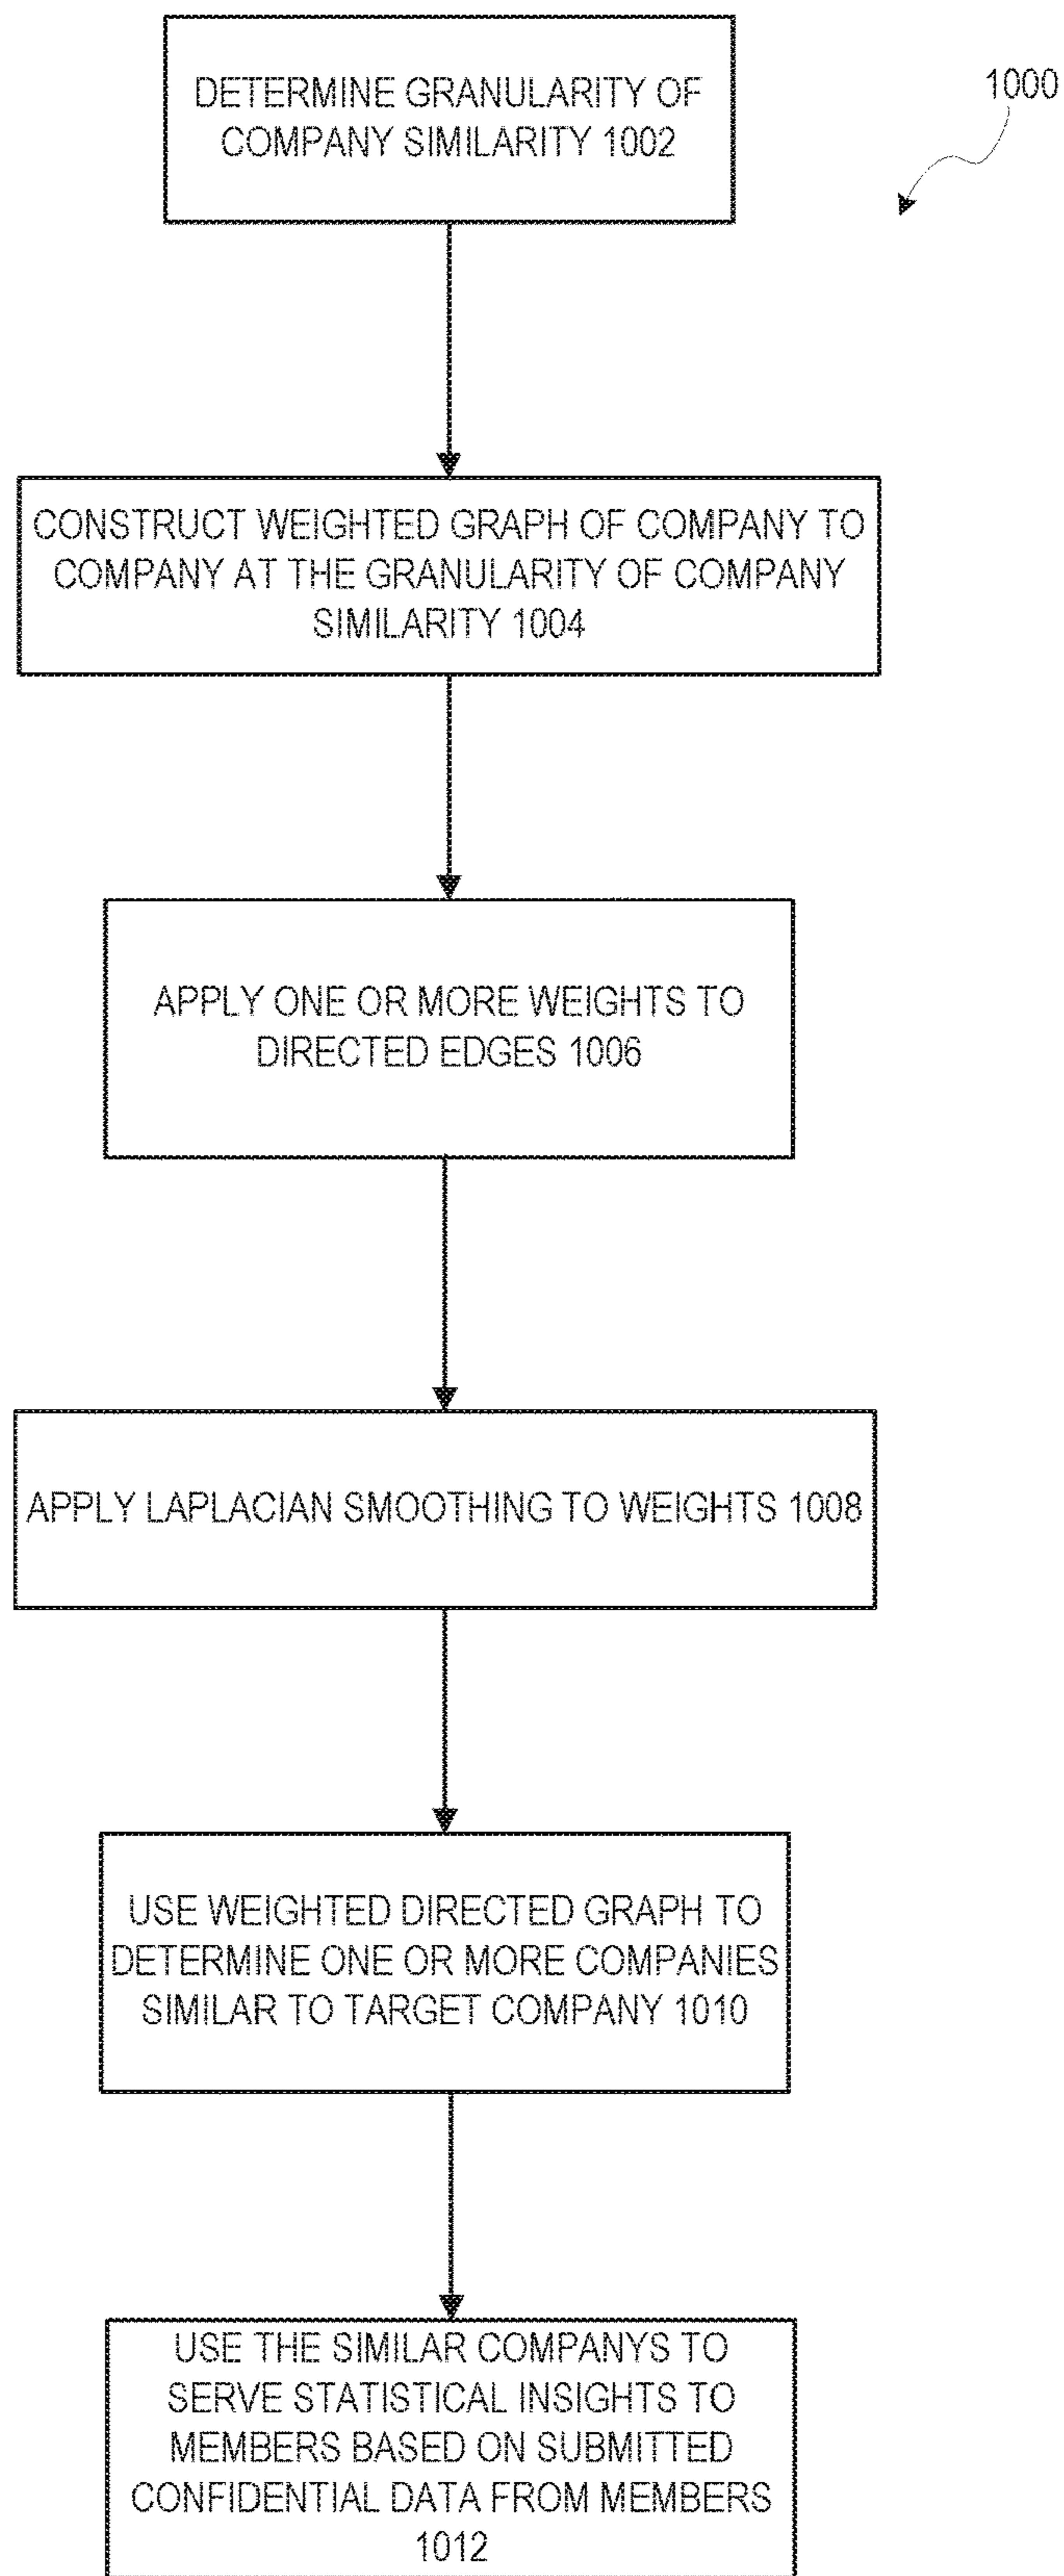 DETERMINE GRANULARITY OF
COMPANY SIMILARITY 1002
1000
CONSTRUCT WEIGHTED GRAPH OF COMPANY TO
COMPANY AT THE GRANULARITY OF COMPANY
SIMILARITY 1004
APPLY ONE OR MORE WEIGHTS TO
DIRECTED EDGES 1006
APPLY LAPLACIAN SMOOTHING TO WEIGHTS 1008
USE WEIGHTED DIRECTED GRAPH TO
DETERMINE ONE OR MORE COMPANIES
SIMILAR TO TARGET COMPANY 1010
USE THE SIMILAR COMPANYS TO
SERVE STATISTICAL INSIGHTS TO
MEMBERS BASED ON SUBMITTED
CONFIDENTIAL DATA FROM MEMBERS
1012